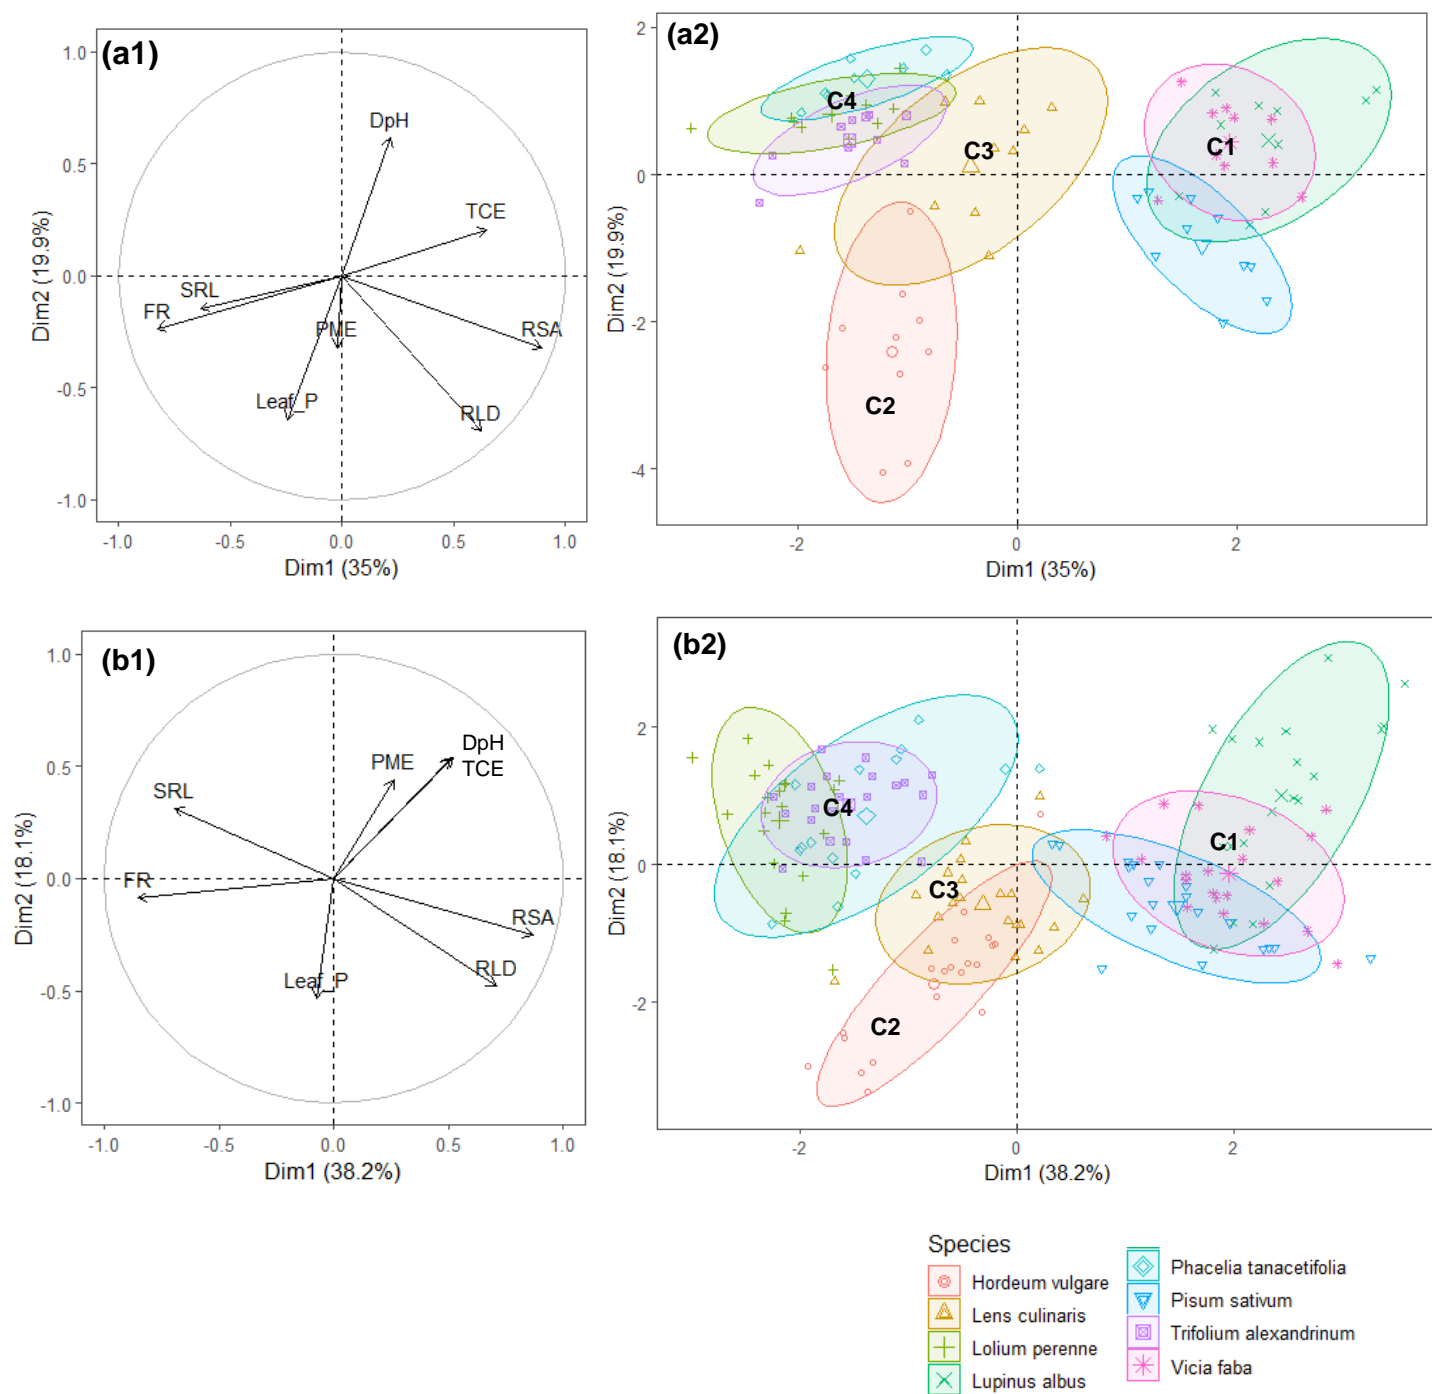 (a1)
1.0
0.5
0.0
-0.5
-1.0
Dim2 (19.9%)
DpH
TCE
SRL
FR
PME
RSA
Leaf_P
RLD
-1.0
-0.5
0.0
0.5
1.0
Dim1 (35%)
(a2)
2
0
-2
-4
Dim2 (19.9%)
C4
C3
C1
C2
-2
0
2
Dim1 (35%)
(b1)
1.0
0.5
0.0
-0.5
-1.0
Dim2 (18.1%)
DpH
TCE
PME
SRL
FR
RSA
RLD
Leaf_P
-1.0
-0.5
0.0
0.5
1.0
Dim1 (38.2%)
(b2)
2
0
-2
Dim2 (18.1%)
C4
C1
C3
C2
-2
0
2
Dim1 (38.2%)
Species
Hordeum vulgare
Lens culinaris
Lolium perenne
Lupinus albus
Phacelia tanacetifolia
Pisum sativum
Trifolium alexandrinum
Vicia faba